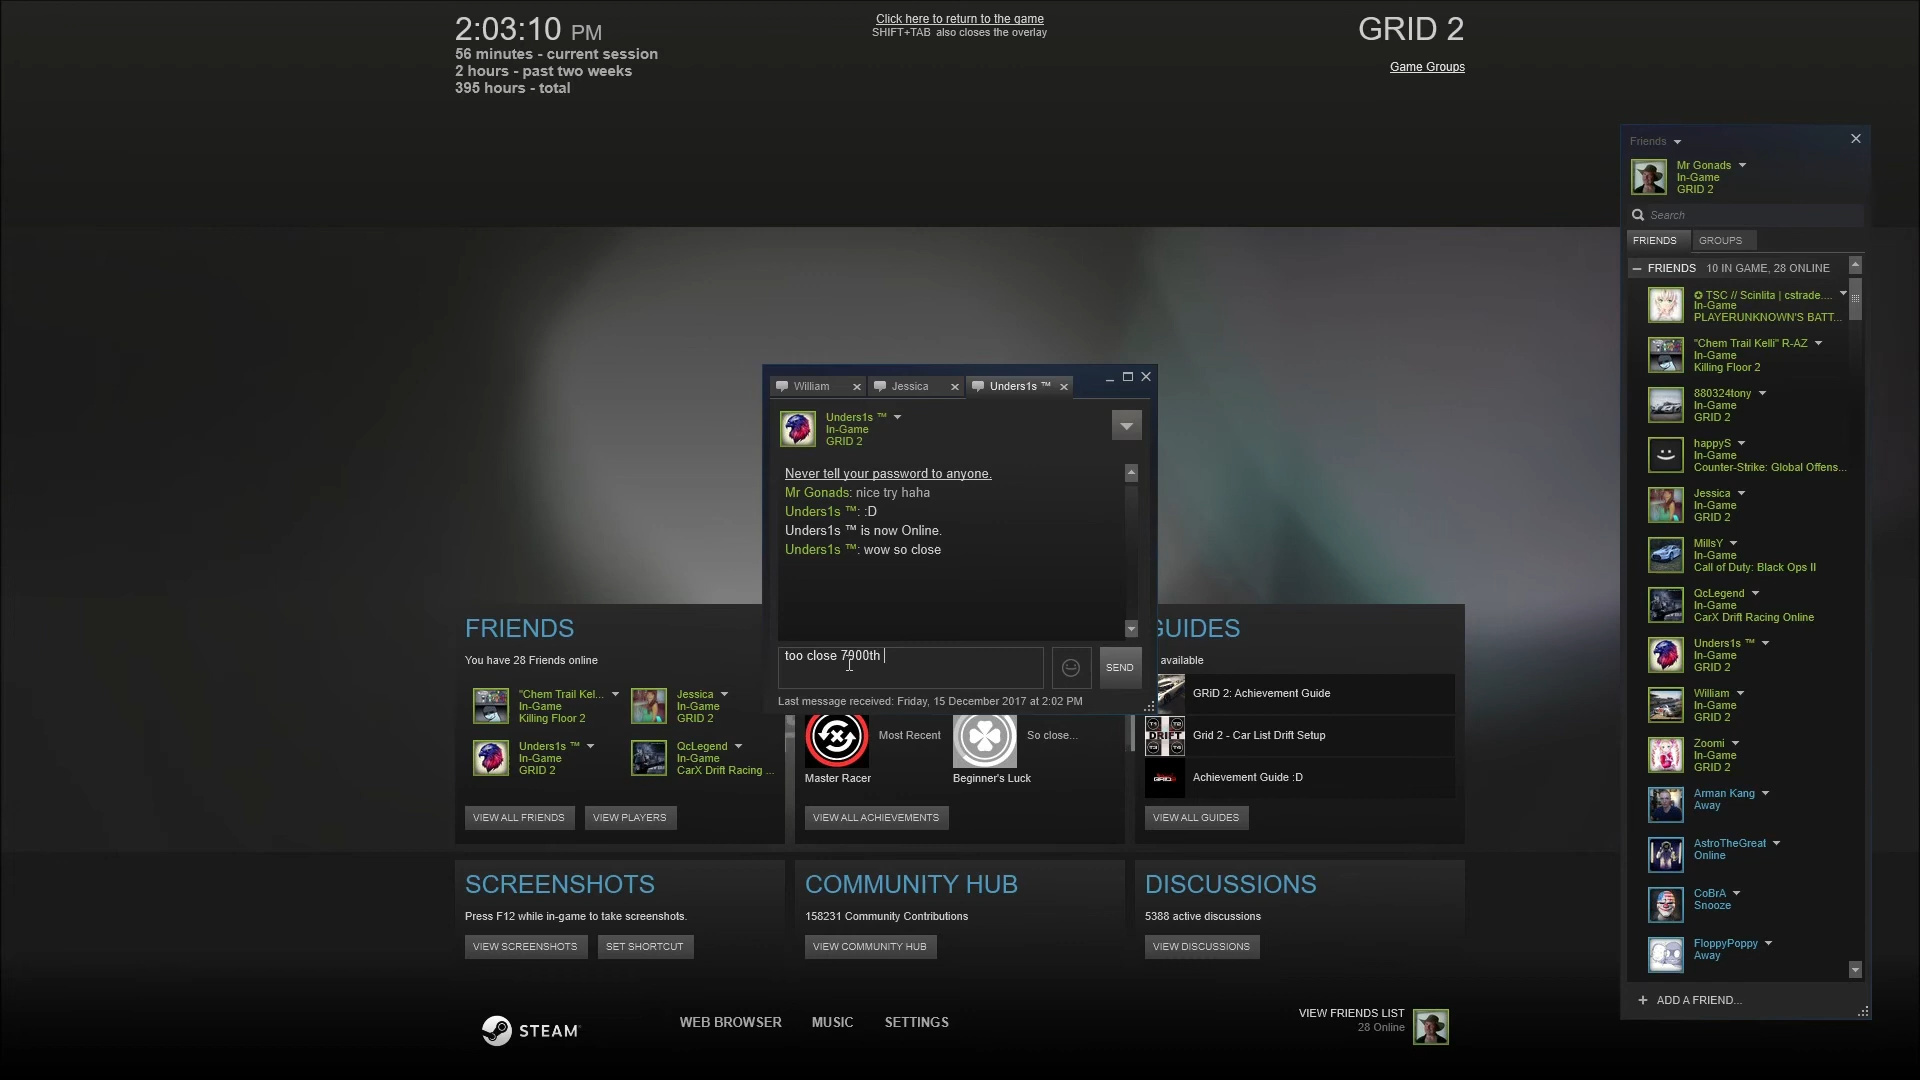 2:03:10 PM
56 minutes - current session
2 hours - past two weeks
395 hours - total
Click here to return to the game
SHIFT+TAB also closes the overlay
GRID 2
Game Groups
William
Jessica
Unders1s ™
Unders1s ™
In-Game
GRID 2
Never tell your password to anyone.
Mr Gonads: nice try haha
Unders1s ™: :D
Unders1s ™ is now Online.
Unders1s ™: wow so close
too close 7900th
SEND
Last message received: Friday, 15 December 2017 at 2:02 PM
FRIENDS
You have 28 Friends online
"Chem Trail Kel...
In-Game
Killing Floor 2
Jessica
In-Game
GRID 2
Unders1s ™
In-Game
GRID 2
QcLegend
In-Game
CarX Drift Racing ...
VIEW ALL FRIENDS
VIEW PLAYERS
Most Recent
Master Racer
So close...
Beginner's Luck
VIEW ALL ACHIEVEMENTS
GUIDES
available
GRiD 2: Achievement Guide
DRIFT
Grid 2 - Car List Drift Setup
Achievement Guide :D
VIEW ALL GUIDES
SCREENSHOTS
Press F12 while in-game to take screenshots.
VIEW SCREENSHOTS
SET SHORTCUT
COMMUNITY HUB
158231 Community Contributions
VIEW COMMUNITY HUB
DISCUSSIONS
5388 active discussions
VIEW DISCUSSIONS
STEAM
WEB BROWSER
MUSIC
SETTINGS
VIEW FRIENDS LIST
28 Online
Friends
Mr Gonads
In-Game
GRID 2
Search
FRIENDS
GROUPS
FRIENDS 10 IN GAME, 28 ONLINE
✪ TSC // Scinlita | cstrade....
In-Game
PLAYERUNKNOWN'S BATT...
"Chem Trail Kelli" R-AZ
In-Game
Killing Floor 2
880324tony
In-Game
GRID 2
happyS
In-Game
Counter-Strike: Global Offens...
Jessica
In-Game
GRID 2
MillsY
In-Game
Call of Duty: Black Ops II
QcLegend
In-Game
CarX Drift Racing Online
Unders1s ™
In-Game
GRID 2
William
In-Game
GRID 2
Zoomi
In-Game
GRID 2
Arman Kang
Away
AstroTheGreat
Online
CoBrA
Snooze
FloppyPoppy
Away
+ ADD A FRIEND...